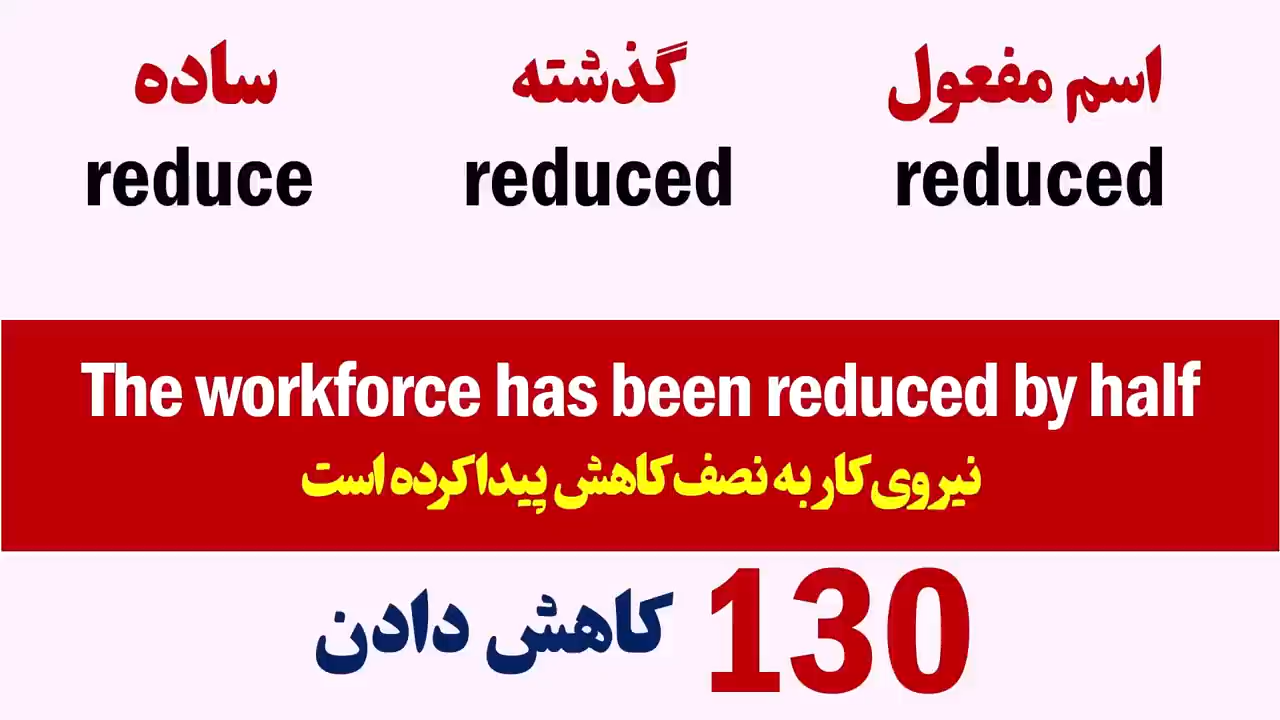 ساده گذشته اسم مفعول
reduce reduced reduced
The workforce has been reduced by half
نیروی کار به نصف کاهش پیدا کرده است
کاهش دادن 130